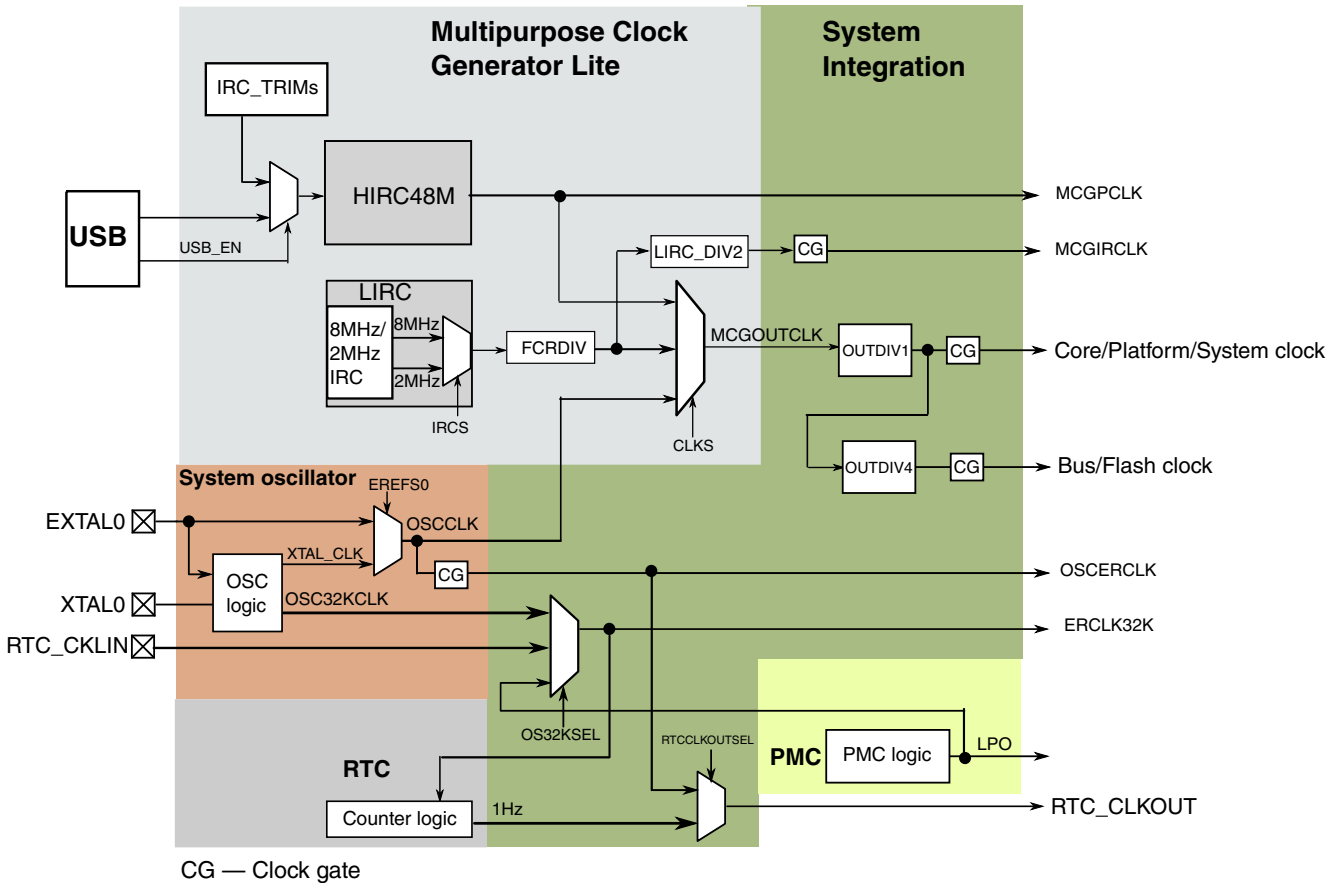 Multipurpose Clock
Generator Lite
System
Integration
IRC_TRIMs
HIRC48M
MCGPCLK
USB
USB_EN
LIRC_DIV2
CG
MCGIRCLK
LIRC
8MHz/
2MHz
IRC
8MHz
2MHz
FCRDIV
MCGOUTCLK
OUTDIV1
CG
Core/Platform/System clock
IRCS
CLKS
OUTDIV4
CG
Bus/Flash clock
System oscillator
EREFS0
EXTAL0
OSCCLK
XTAL_CLK
OSC
logic
CG
OSCERCLK
XTAL0
OSC32KCLK
ERCLK32K
RTC_CKLIN
OS32KSEL
RTCCLKOUTSEL
PMC
PMC logic
LPO
RTC
Counter logic
1Hz
RTC_CLKOUT
CG — Clock gate